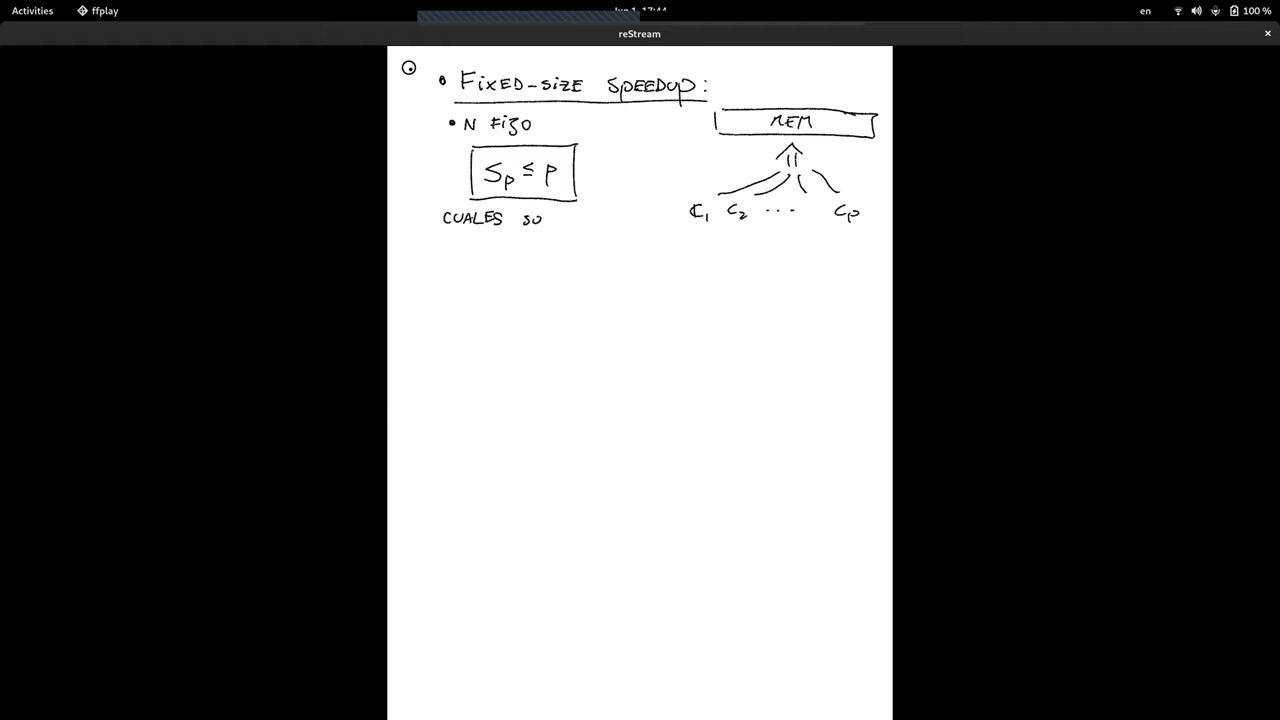 Activities ffplay en 100 %
reStream
• FixED-SizE SpEEDup:
• N Fijo
MEM
Sp ≤ p
C1 C2 ... Cp
CUALES SO